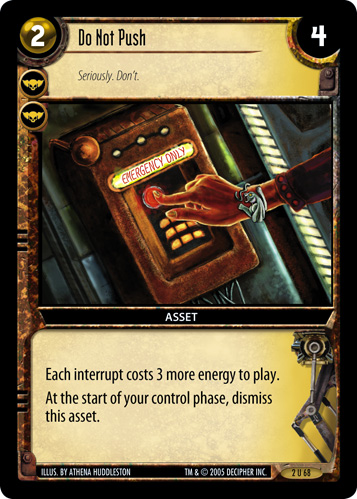 2
Do Not Push
4
Seriously. Don't.
EMERGENCY ONLY
ASSET
Each interrupt costs 3 more energy to play.
At the start of your control phase, dismiss
this asset.
ILLUS. BY ATHENA HUDDLESTON
TM & © 2005 DECIPHER INC.
2 U 68